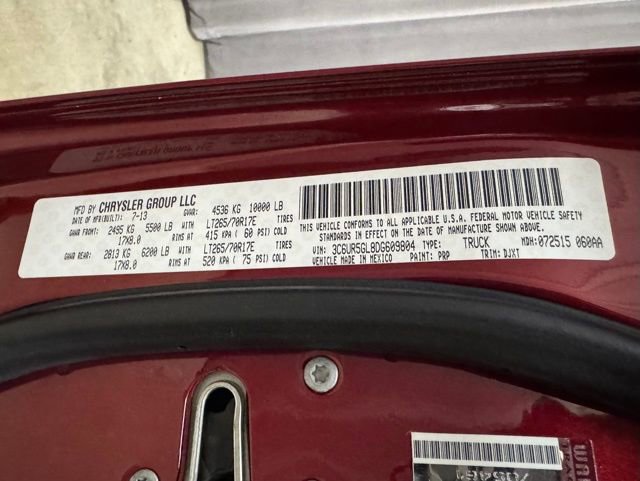 MFD BY CHRYSLER GROUP LLC GVWR: 4536 KG 10000 LB
DATE OF MFR(BUILT): 7-13
GAWR FRONT: 2495 KG 5500 LB LT265/70R17E TIRES
17X8.0 RIMS AT 415 KPA ( 60 PSI) COLD
GAWR REAR: 2813 KG 6200 LB LT265/70R17E TIRES
17X8.0 RIMS AT 520 KPA ( 75 PSI) COLD
THIS VEHICLE CONFORMS TO ALL APPLICABLE U.S.A. FEDERAL MOTOR VEHICLE SAFETY
STANDARDS IN EFFECT ON THE DATE OF MANUFACTURE SHOWN ABOVE.
VIN: 3C6UR5GL8DG609804 TYPE: TRUCK MDH: 072515 060AA
VEHICLE MADE IN MEXICO PAINT: PRP TRIM: DJXT